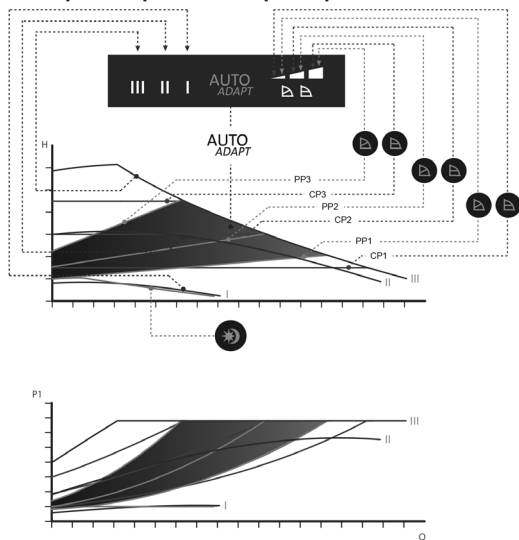 III II I AUTO
ADAPT
AUTO
ADAPT
H
PP3
CP3
PP2
CP2
PP1
CP1
III
II
I
P1
III
II
I
Q